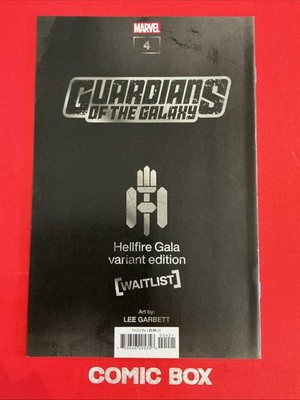 MARVEL
4
GUARDIANS
OF THE GALAXY
Hellfire Gala
variant edition
[WAITLIST]
Art by:
LEE GARBETT
COMIC BOX